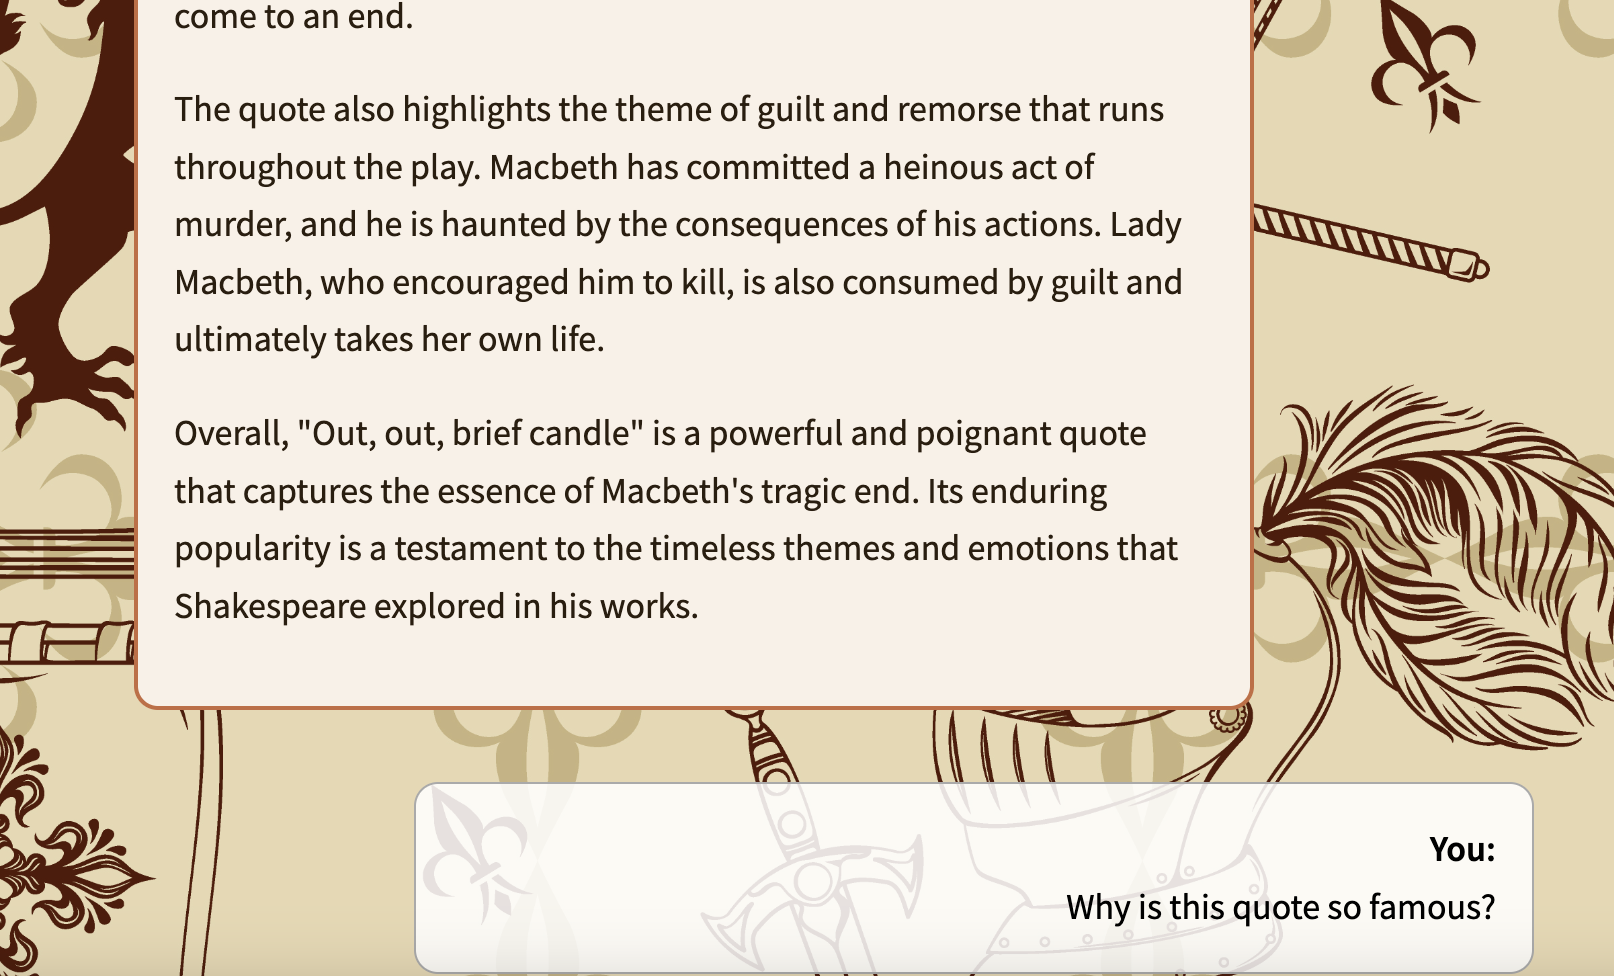 come to an end.
The quote also highlights the theme of guilt and remorse that runs
throughout the play. Macbeth has committed a heinous act of
murder, and he is haunted by the consequences of his actions. Lady
Macbeth, who encouraged him to kill, is also consumed by guilt and
ultimately takes her own life.
Overall, "Out, out, brief candle" is a powerful and poignant quote
that captures the essence of Macbeth's tragic end. Its enduring
popularity is a testament to the timeless themes and emotions that
Shakespeare explored in his works.
You:
Why is this quote so famous?